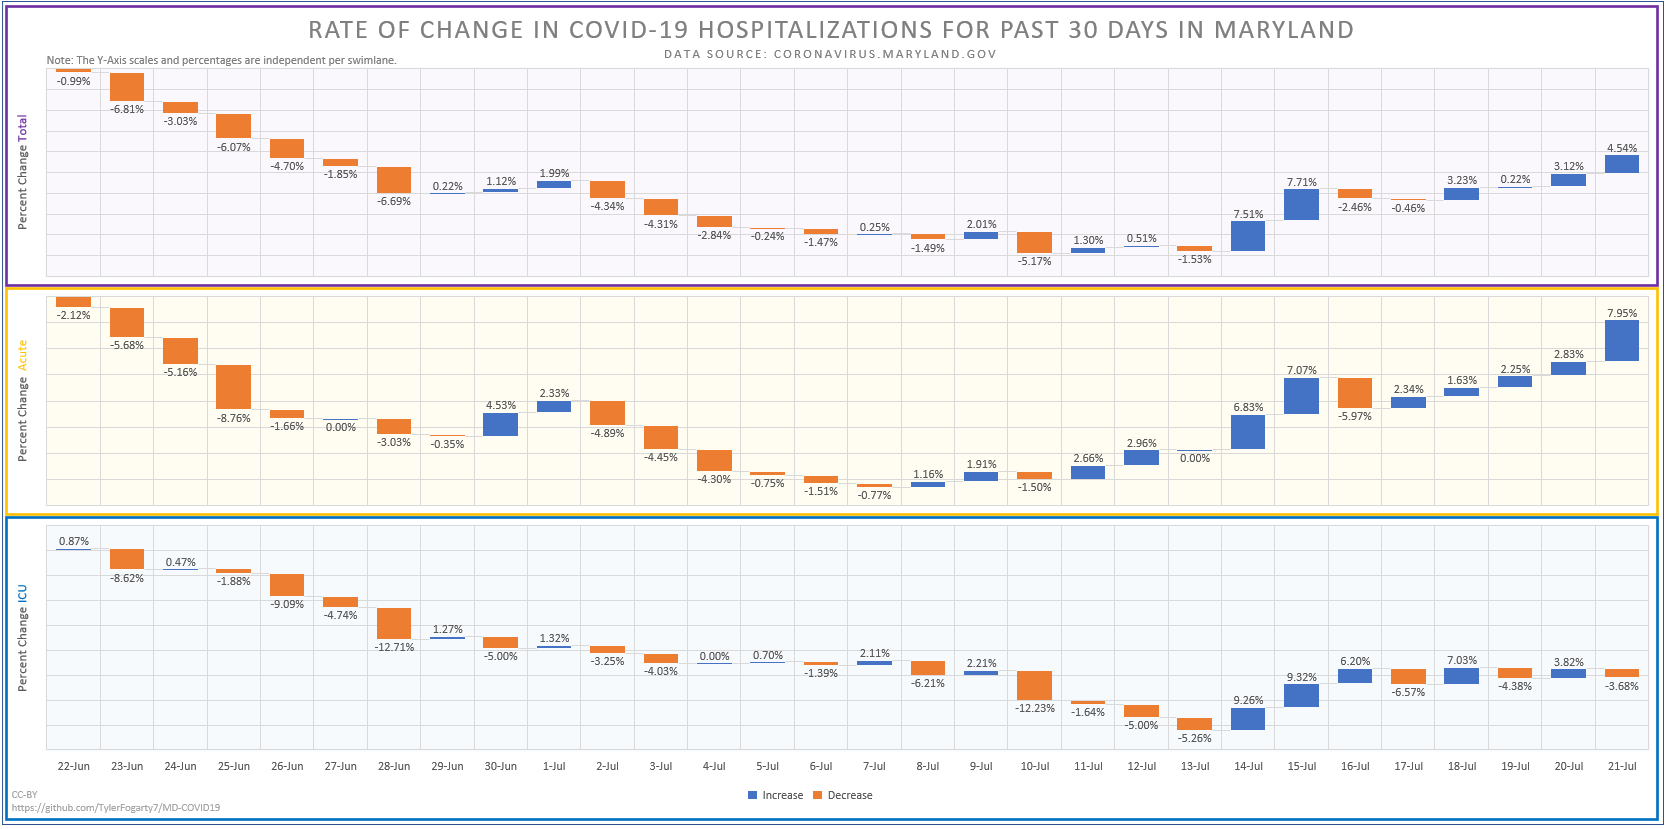 RATE OF CHANGE IN COVID-19 HOSPITALIZATIONS FOR PAST 30 DAYS IN MARYLAND
DATA SOURCE: CORONAVIRUS.MARYLAND.GOV
Note: The Y-Axis scales and percentages are independent per swimlane.
Percent Change Total
-0.99% -6.81% -3.03% -6.07% -4.70% -1.85% -6.69% 0.22% 1.12% 1.99% -4.34% -4.31% -2.84% -0.24% -1.47% 0.25% -1.49% 2.01% -5.17% 1.30% 0.51% -1.53% 7.51% 7.71% -2.46% -0.46% 3.23% 0.22% 3.12% 4.54%
Percent Change Acute
-2.12% -5.68% -5.16% -8.76% -1.66% 0.00% -3.03% -0.35% 4.53% 2.33% -4.89% -4.45% -4.30% -0.75% -1.51% -0.77% 1.16% 1.91% -1.50% 2.66% 2.96% 0.00% 6.83% 7.07% -5.97% 2.34% 1.63% 2.25% 2.83% 7.95%
Percent Change ICU
0.87% -8.62% 0.47% -1.88% -9.09% -4.74% -12.71% 1.27% -5.00% 1.32% -3.25% -4.03% 0.00% 0.70% -1.39% 2.11% -6.21% 2.21% -12.23% -1.64% -5.00% -5.26% 9.26% 9.32% 6.20% -6.57% 7.03% -4.38% 3.82% -3.68%
22-Jun 23-Jun 24-Jun 25-Jun 26-Jun 27-Jun 28-Jun 29-Jun 30-Jun 1-Jul 2-Jul 3-Jul 4-Jul 5-Jul 6-Jul 7-Jul 8-Jul 9-Jul 10-Jul 11-Jul 12-Jul 13-Jul 14-Jul 15-Jul 16-Jul 17-Jul 18-Jul 19-Jul 20-Jul 21-Jul
Increase Decrease
CC-BY
https://github.com/TylerFogarty7/MD-COVID19